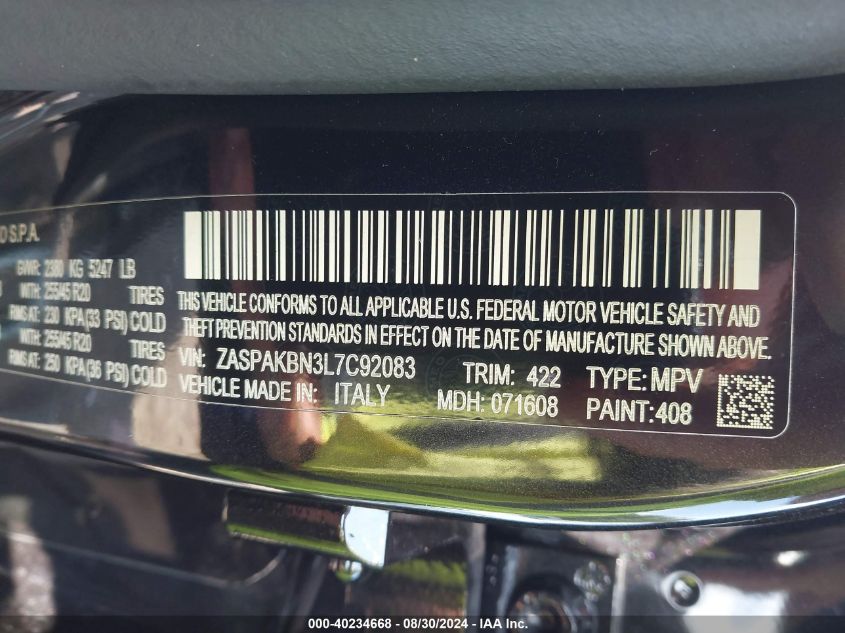 O S.P.A.
GVWR: 2380 KG 5247 LB
WITH: 255/45 R20 TIRES
RIMS AT: 230 KPA(33 PSI) COLD
WITH: 255/45 R20 TIRES
RIMS AT: 250 KPA(36 PSI) COLD
THIS VEHICLE CONFORMS TO ALL APPLICABLE U.S. FEDERAL MOTOR VEHICLE SAFETY AND
THEFT PREVENTION STANDARDS IN EFFECT ON THE DATE OF MANUFACTURE SHOWN ABOVE.
VIN: ZASPAKBN3L7C92083 TRIM: 422 TYPE: MPV
VEHICLE MADE IN: ITALY MDH: 071608 PAINT: 408
000-40234668 - 08/30/2024 - IAA Inc.